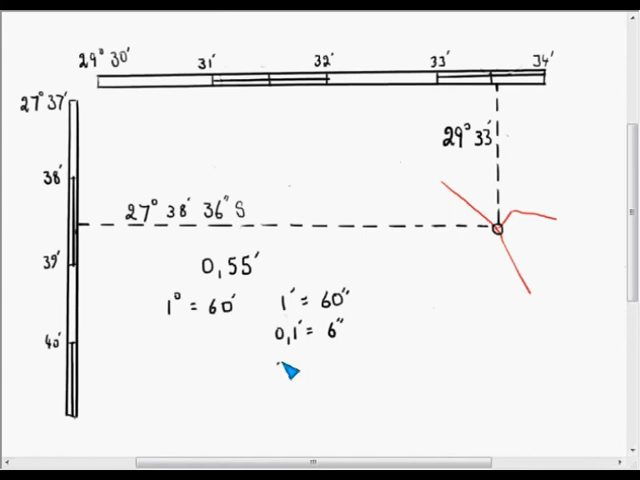 29° 30′ 31′ 32′ 33′ 34′
27° 37′
29° 33′
38′
27° 38′ 36″ S
39′
0,55′
1° = 60′ 1′ = 60″
0,1′ = 6″
40′